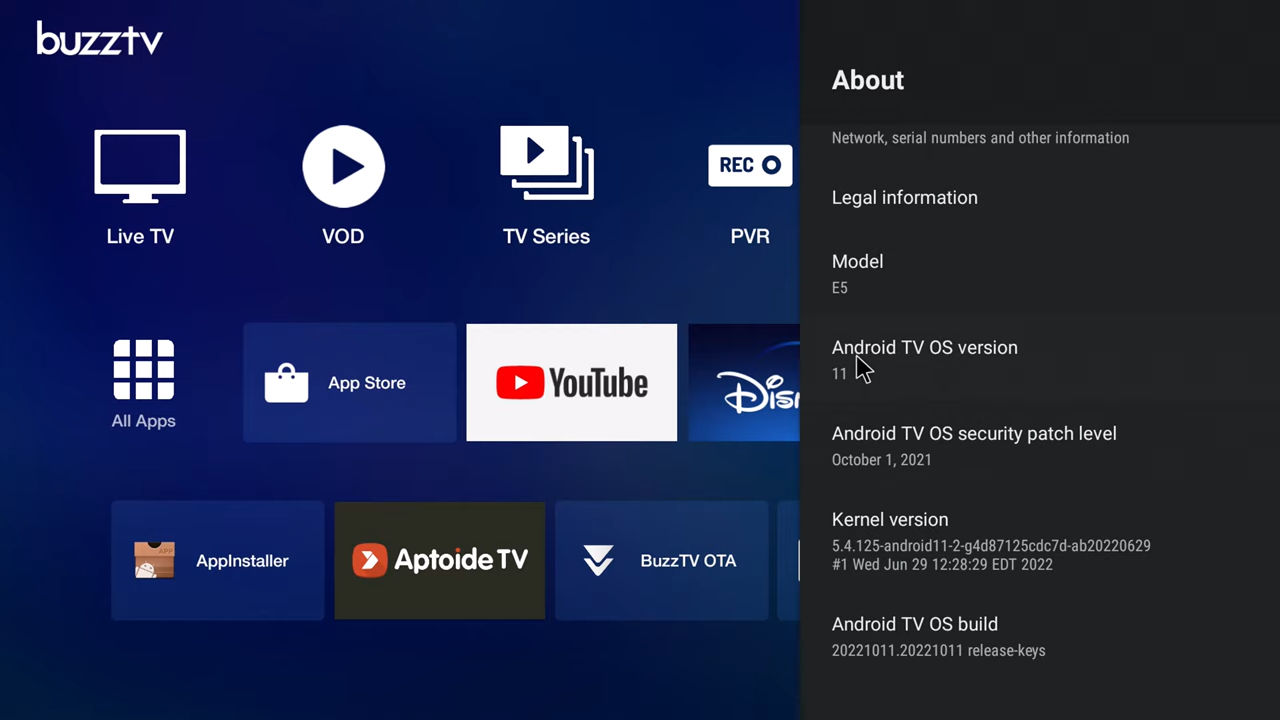 buzztv
Live TV
VOD
TV Series
REC
PVR
All Apps
App Store
YouTube
Disn
AppInstaller
Aptoide TV
BuzzTV OTA
About
Network, serial numbers and other information
Legal information
Model
E5
Android TV OS version
11
Android TV OS security patch level
October 1, 2021
Kernel version
5.4.125-android11-2-g4d87125cdc7d-ab20220629
#1 Wed Jun 29 12:28:29 EDT 2022
Android TV OS build
20221011.20221011 release-keys